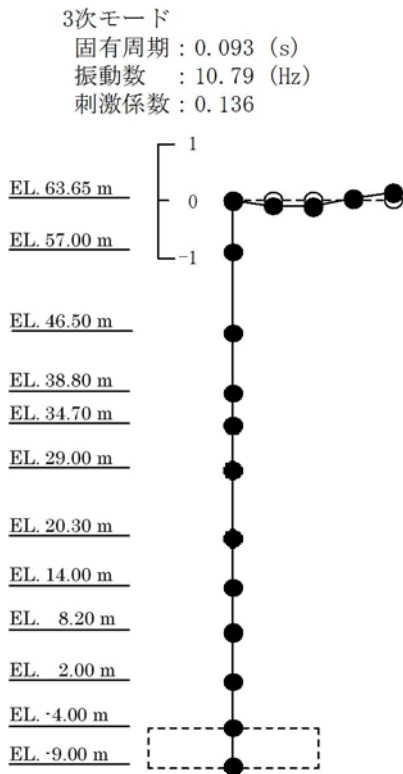 3次モード
固有周期：0.093 (s)
振動数　：10.79 (Hz)
刺激係数：0.136
1
EL. 63.65 m
0
EL. 57.00 m
-1
EL. 46.50 m
EL. 38.80 m
EL. 34.70 m
EL. 29.00 m
EL. 20.30 m
EL. 14.00 m
EL. 8.20 m
EL. 2.00 m
EL. -4.00 m
EL. -9.00 m